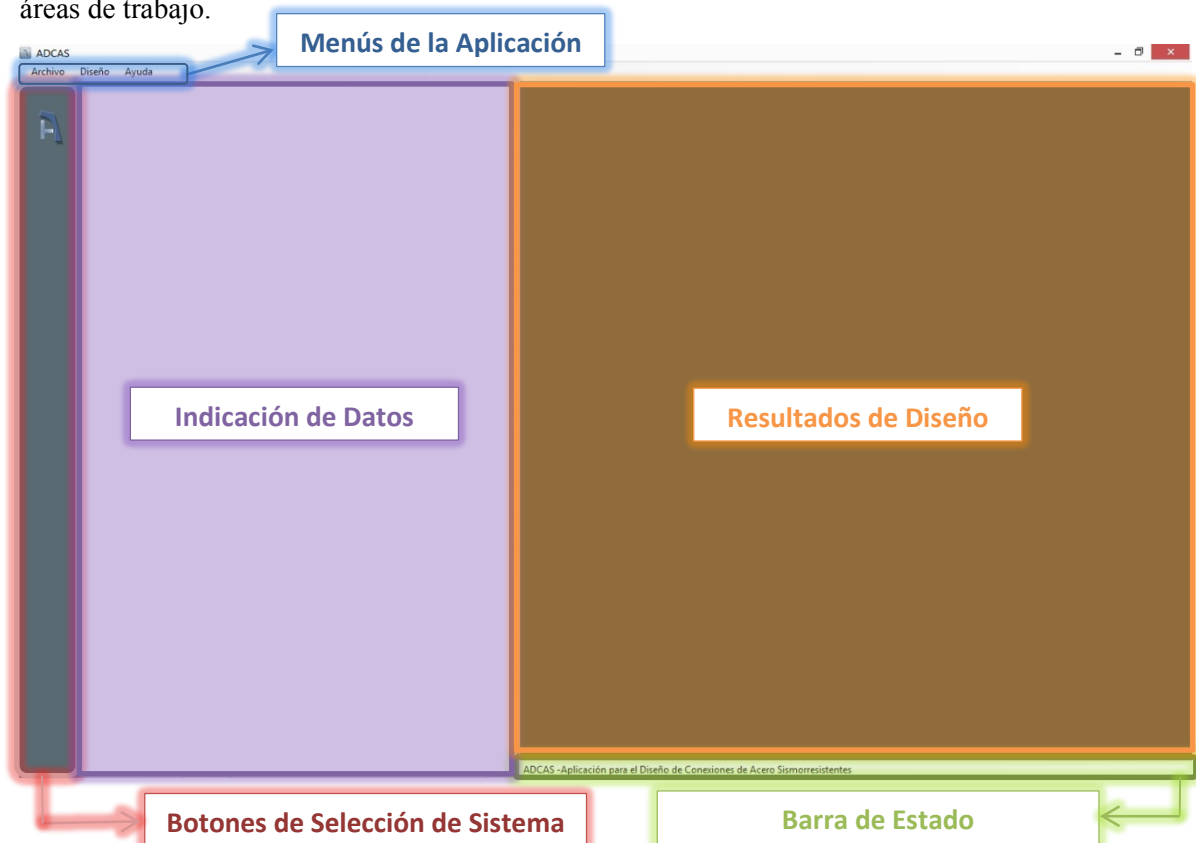 áreas de trabajo.
Menús de la Aplicación
ADCAS
Archivo Diseño Ayuda
Indicación de Datos
Resultados de Diseño
ADCAS -Aplicación para el Diseño de Conexiones de Acero Sismorresistentes
Botones de Selección de Sistema
Barra de Estado